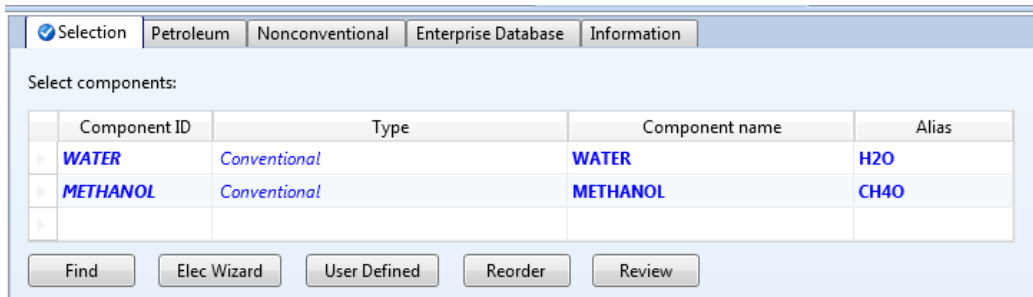 Selection Petroleum Nonconventional Enterprise Database Information
Select components:
Component ID Type Component name Alias
WATER Conventional WATER H2O
METHANOL Conventional METHANOL CH4O
Find Elec Wizard User Defined Reorder Review